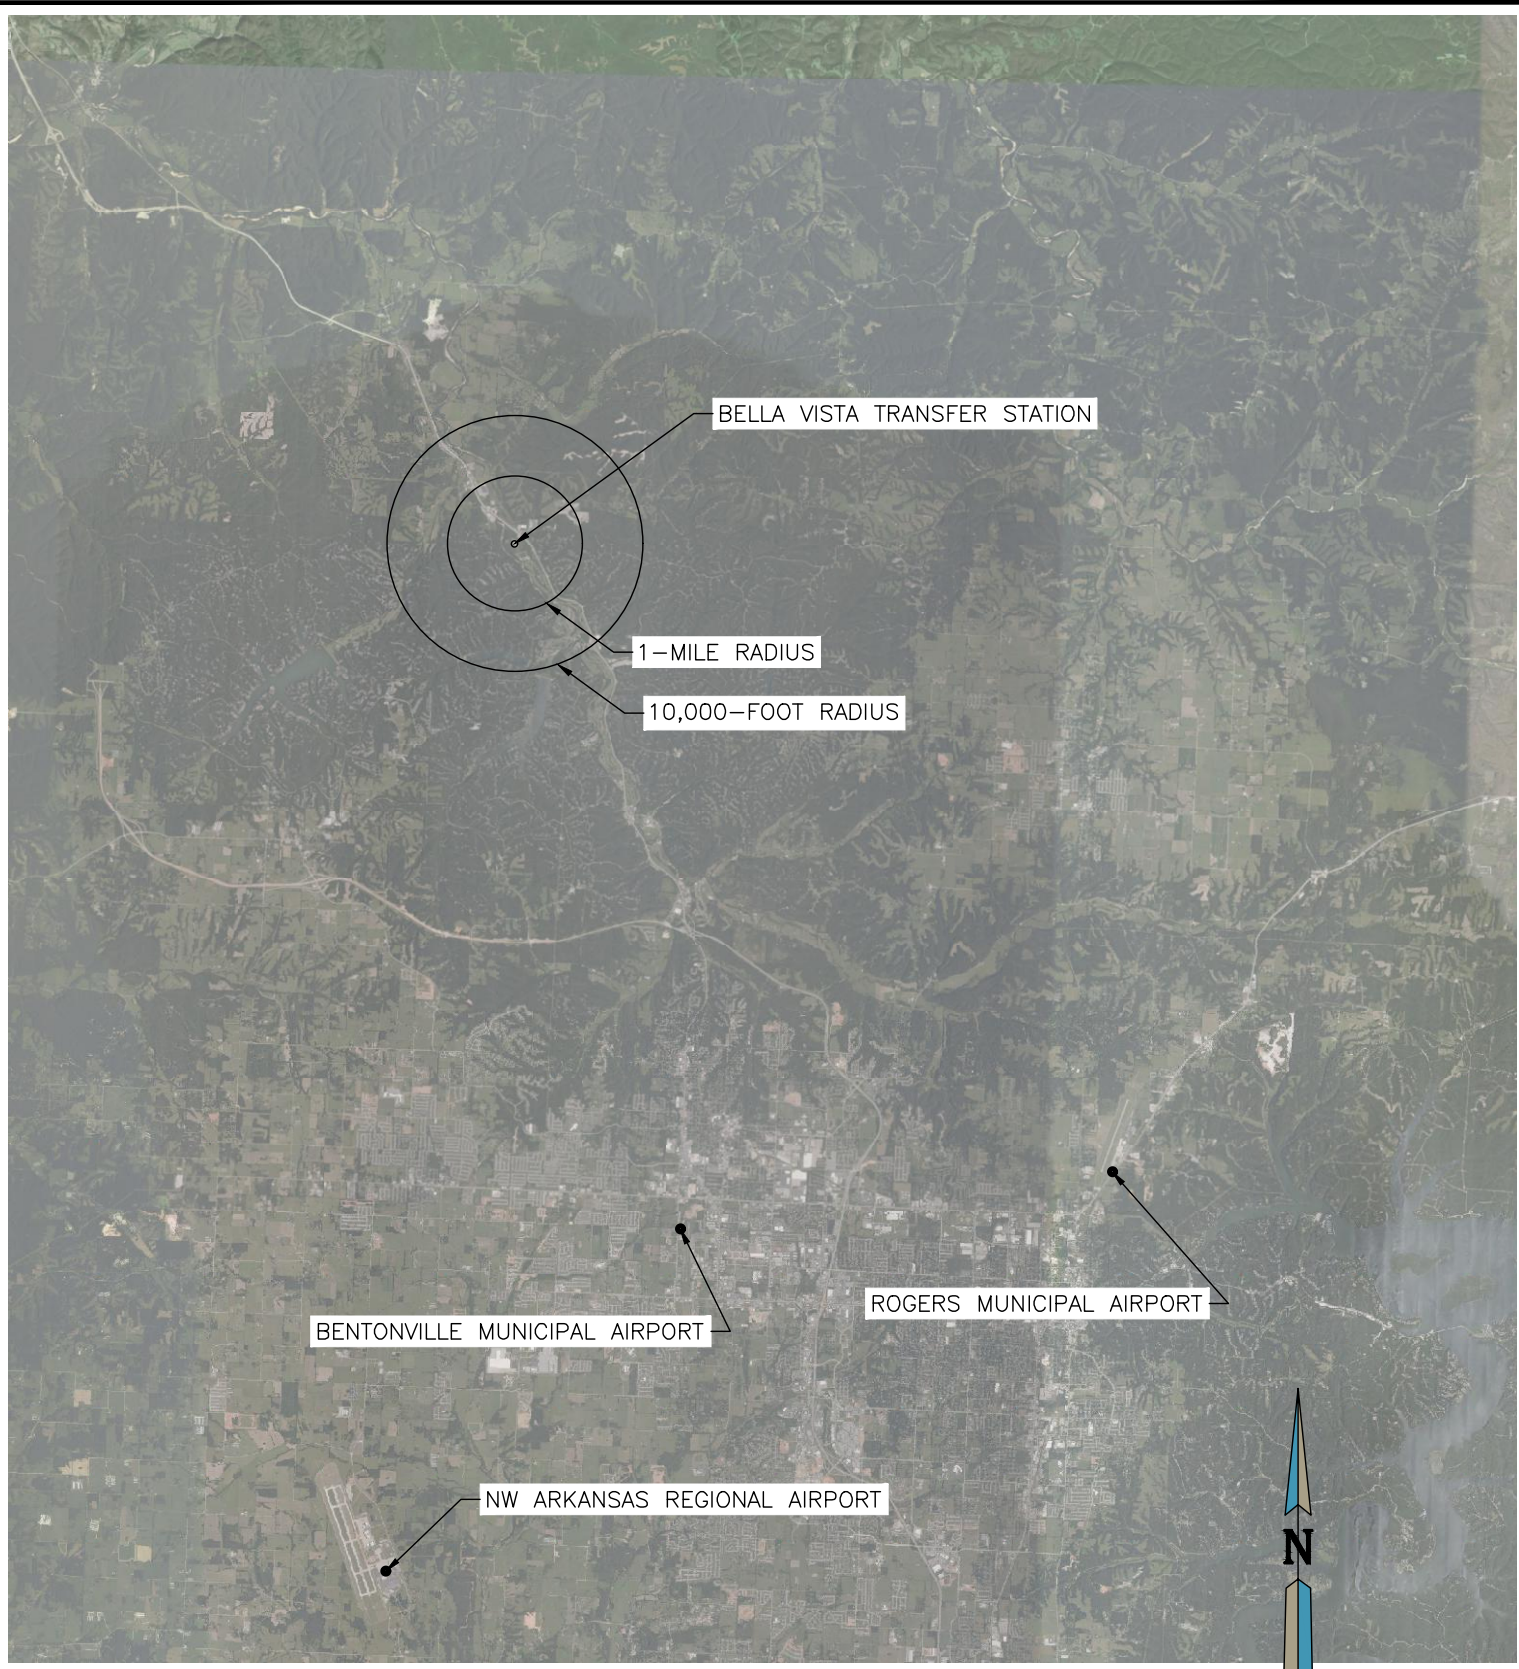 BELLA VISTA TRANSFER STATION
1-MILE RADIUS
10,000-FOOT RADIUS
ROGERS MUNICIPAL AIRPORT
BENTONVILLE MUNICIPAL AIRPORT
NW ARKANSAS REGIONAL AIRPORT
N